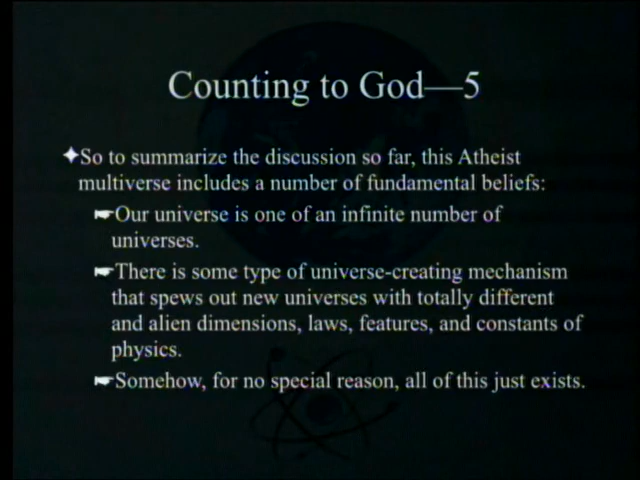 Counting to God—5
So to summarize the discussion so far, this Atheist
multiverse includes a number of fundamental beliefs:
Our universe is one of an infinite number of
universes.
There is some type of universe-creating mechanism
that spews out new universes with totally different
and alien dimensions, laws, features, and constants of
physics.
Somehow, for no special reason, all of this just exists.